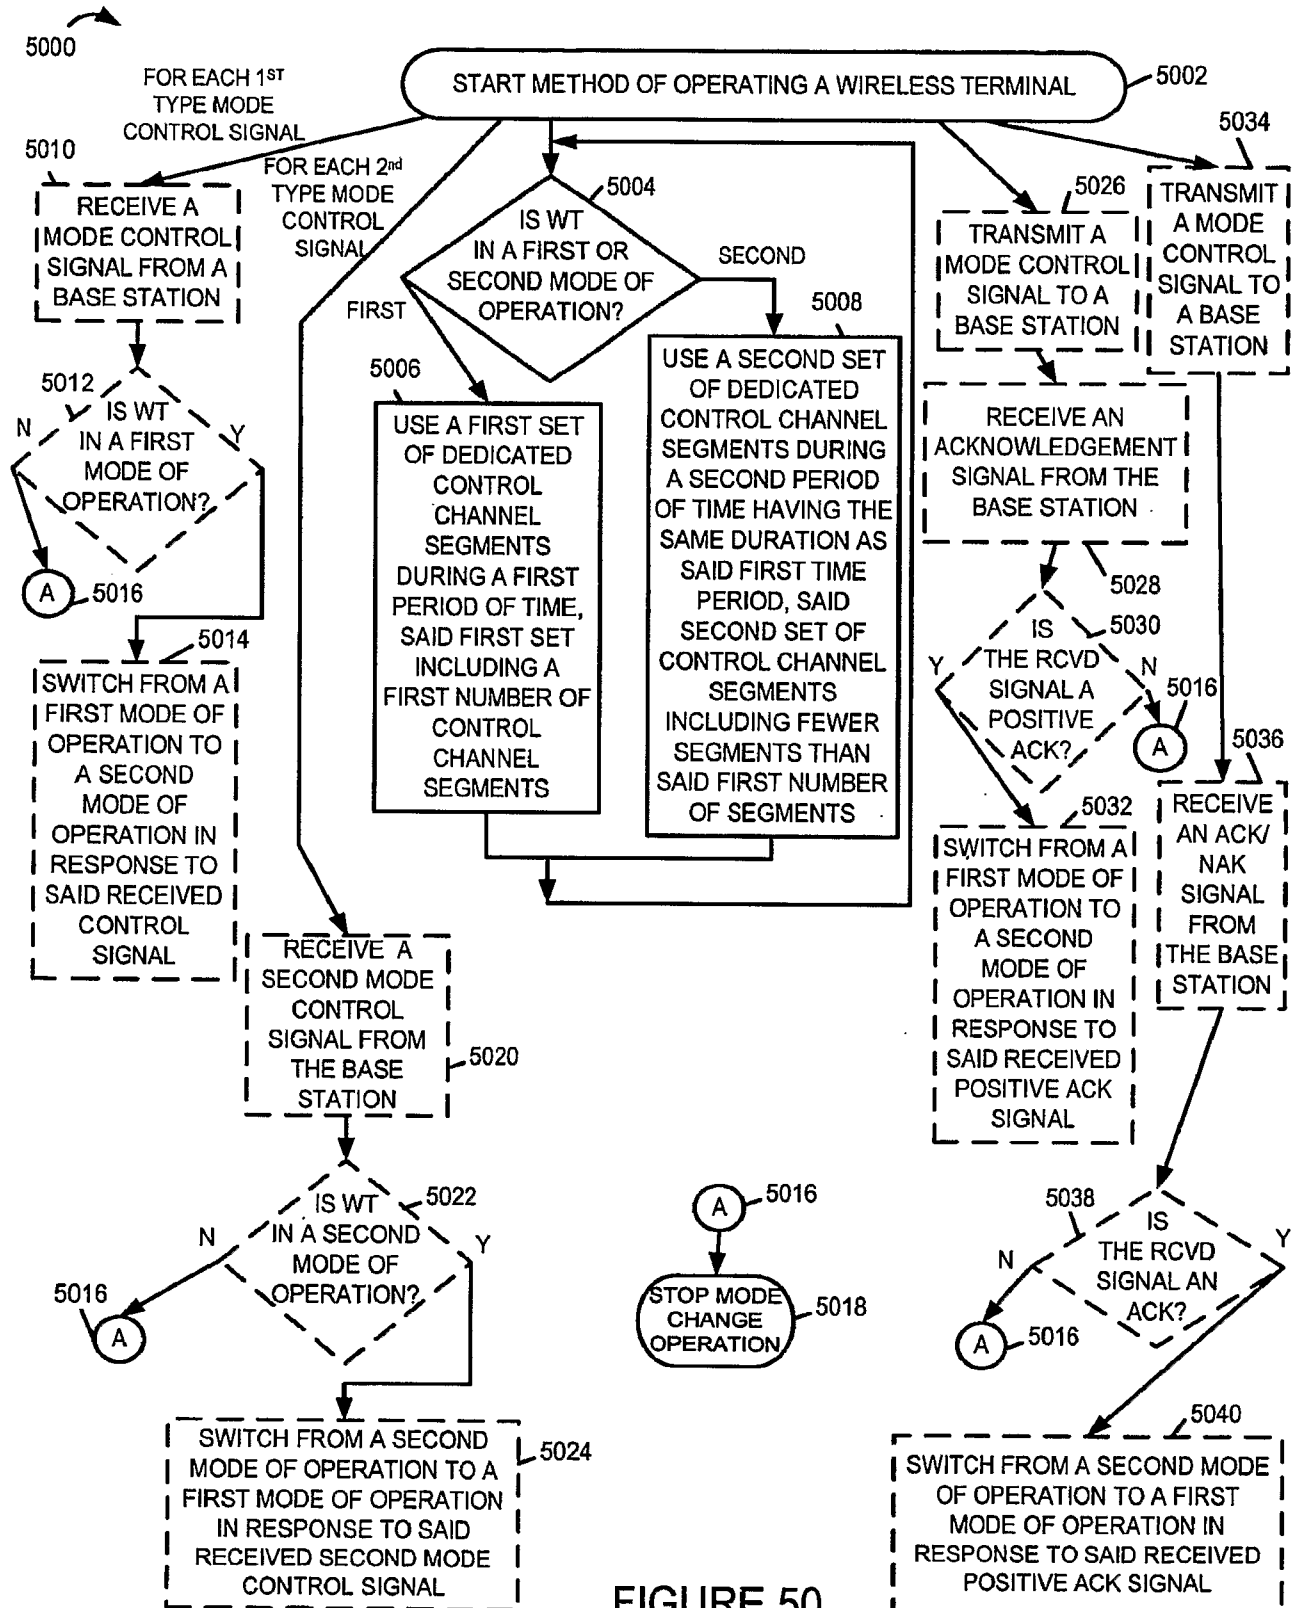 5000
START METHOD OF OPERATING A WIRELESS TERMINAL
5002
FOR EACH 1ST
TYPE MODE
CONTROL SIGNAL
FOR EACH 2nd
TYPE MODE
CONTROL
SIGNAL
5010
RECEIVE A
MODE CONTROL
SIGNAL FROM A
BASE STATION
5012
IS WT
IN A FIRST
MODE OF
OPERATION?
N
Y
A
5016
5014
SWITCH FROM A
FIRST MODE OF
OPERATION TO
A SECOND
MODE OF
OPERATION IN
RESPONSE TO
SAID RECEIVED
CONTROL
SIGNAL
5004
IS WT
IN A FIRST OR
SECOND MODE OF
OPERATION?
FIRST
SECOND
5006
USE A FIRST SET
OF DEDICATED
CONTROL
CHANNEL
SEGMENTS
DURING A FIRST
PERIOD OF TIME,
SAID FIRST SET
INCLUDING A
FIRST NUMBER OF
CONTROL
CHANNEL
SEGMENTS
5008
USE A SECOND SET
OF DEDICATED
CONTROL CHANNEL
SEGMENTS DURING
A SECOND PERIOD
OF TIME HAVING THE
SAME DURATION AS
SAID FIRST TIME
PERIOD, SAID
SECOND SET OF
CONTROL CHANNEL
SEGMENTS
INCLUDING FEWER
SEGMENTS THAN
SAID FIRST NUMBER
OF SEGMENTS
5026
TRANSMIT A
MODE CONTROL
SIGNAL TO A
BASE STATION
RECEIVE AN
ACKNOWLEDGEMENT
SIGNAL FROM THE
BASE STATION
5028
5030
IS
THE RCVD
SIGNAL A
POSITIVE
ACK?
Y
N
5016
A
5032
SWITCH FROM A
FIRST MODE OF
OPERATION TO
A SECOND
MODE OF
OPERATION IN
RESPONSE TO
SAID RECEIVED
POSITIVE ACK
SIGNAL
5034
TRANSMIT
A MODE
CONTROL
SIGNAL TO
A BASE
STATION
5036
RECEIVE
AN ACK/
NAK
SIGNAL
FROM
THE BASE
STATION
RECEIVE A
SECOND MODE
CONTROL
SIGNAL FROM
THE BASE
STATION
5020
5022
IS WT
IN A SECOND
MODE OF
OPERATION?
N
Y
5016
A
SWITCH FROM A SECOND
MODE OF OPERATION TO A
FIRST MODE OF OPERATION
IN RESPONSE TO SAID
RECEIVED SECOND MODE
CONTROL SIGNAL
5024
A
5016
STOP MODE
CHANGE
OPERATION
5018
5038
IS
THE RCVD
SIGNAL AN
ACK?
N
Y
A
5016
5040
SWITCH FROM A SECOND MODE
OF OPERATION TO A FIRST
MODE OF OPERATION IN
RESPONSE TO SAID RECEIVED
POSITIVE ACK SIGNAL
FIGURE 50